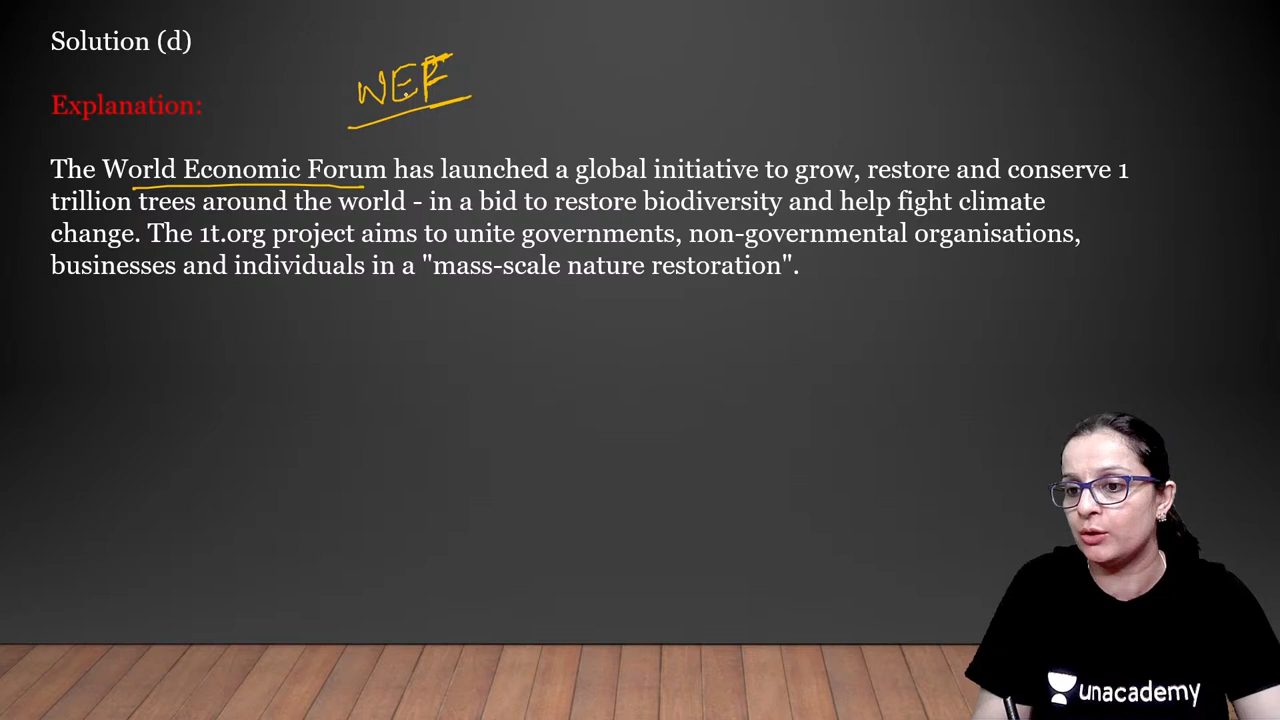 Solution (d)
WEF
Explanation:
The World Economic Forum has launched a global initiative to grow, restore and conserve 1
trillion trees around the world - in a bid to restore biodiversity and help fight climate
change. The 1t.org project aims to unite governments, non-governmental organisations,
businesses and individuals in a "mass-scale nature restoration".
unacademy